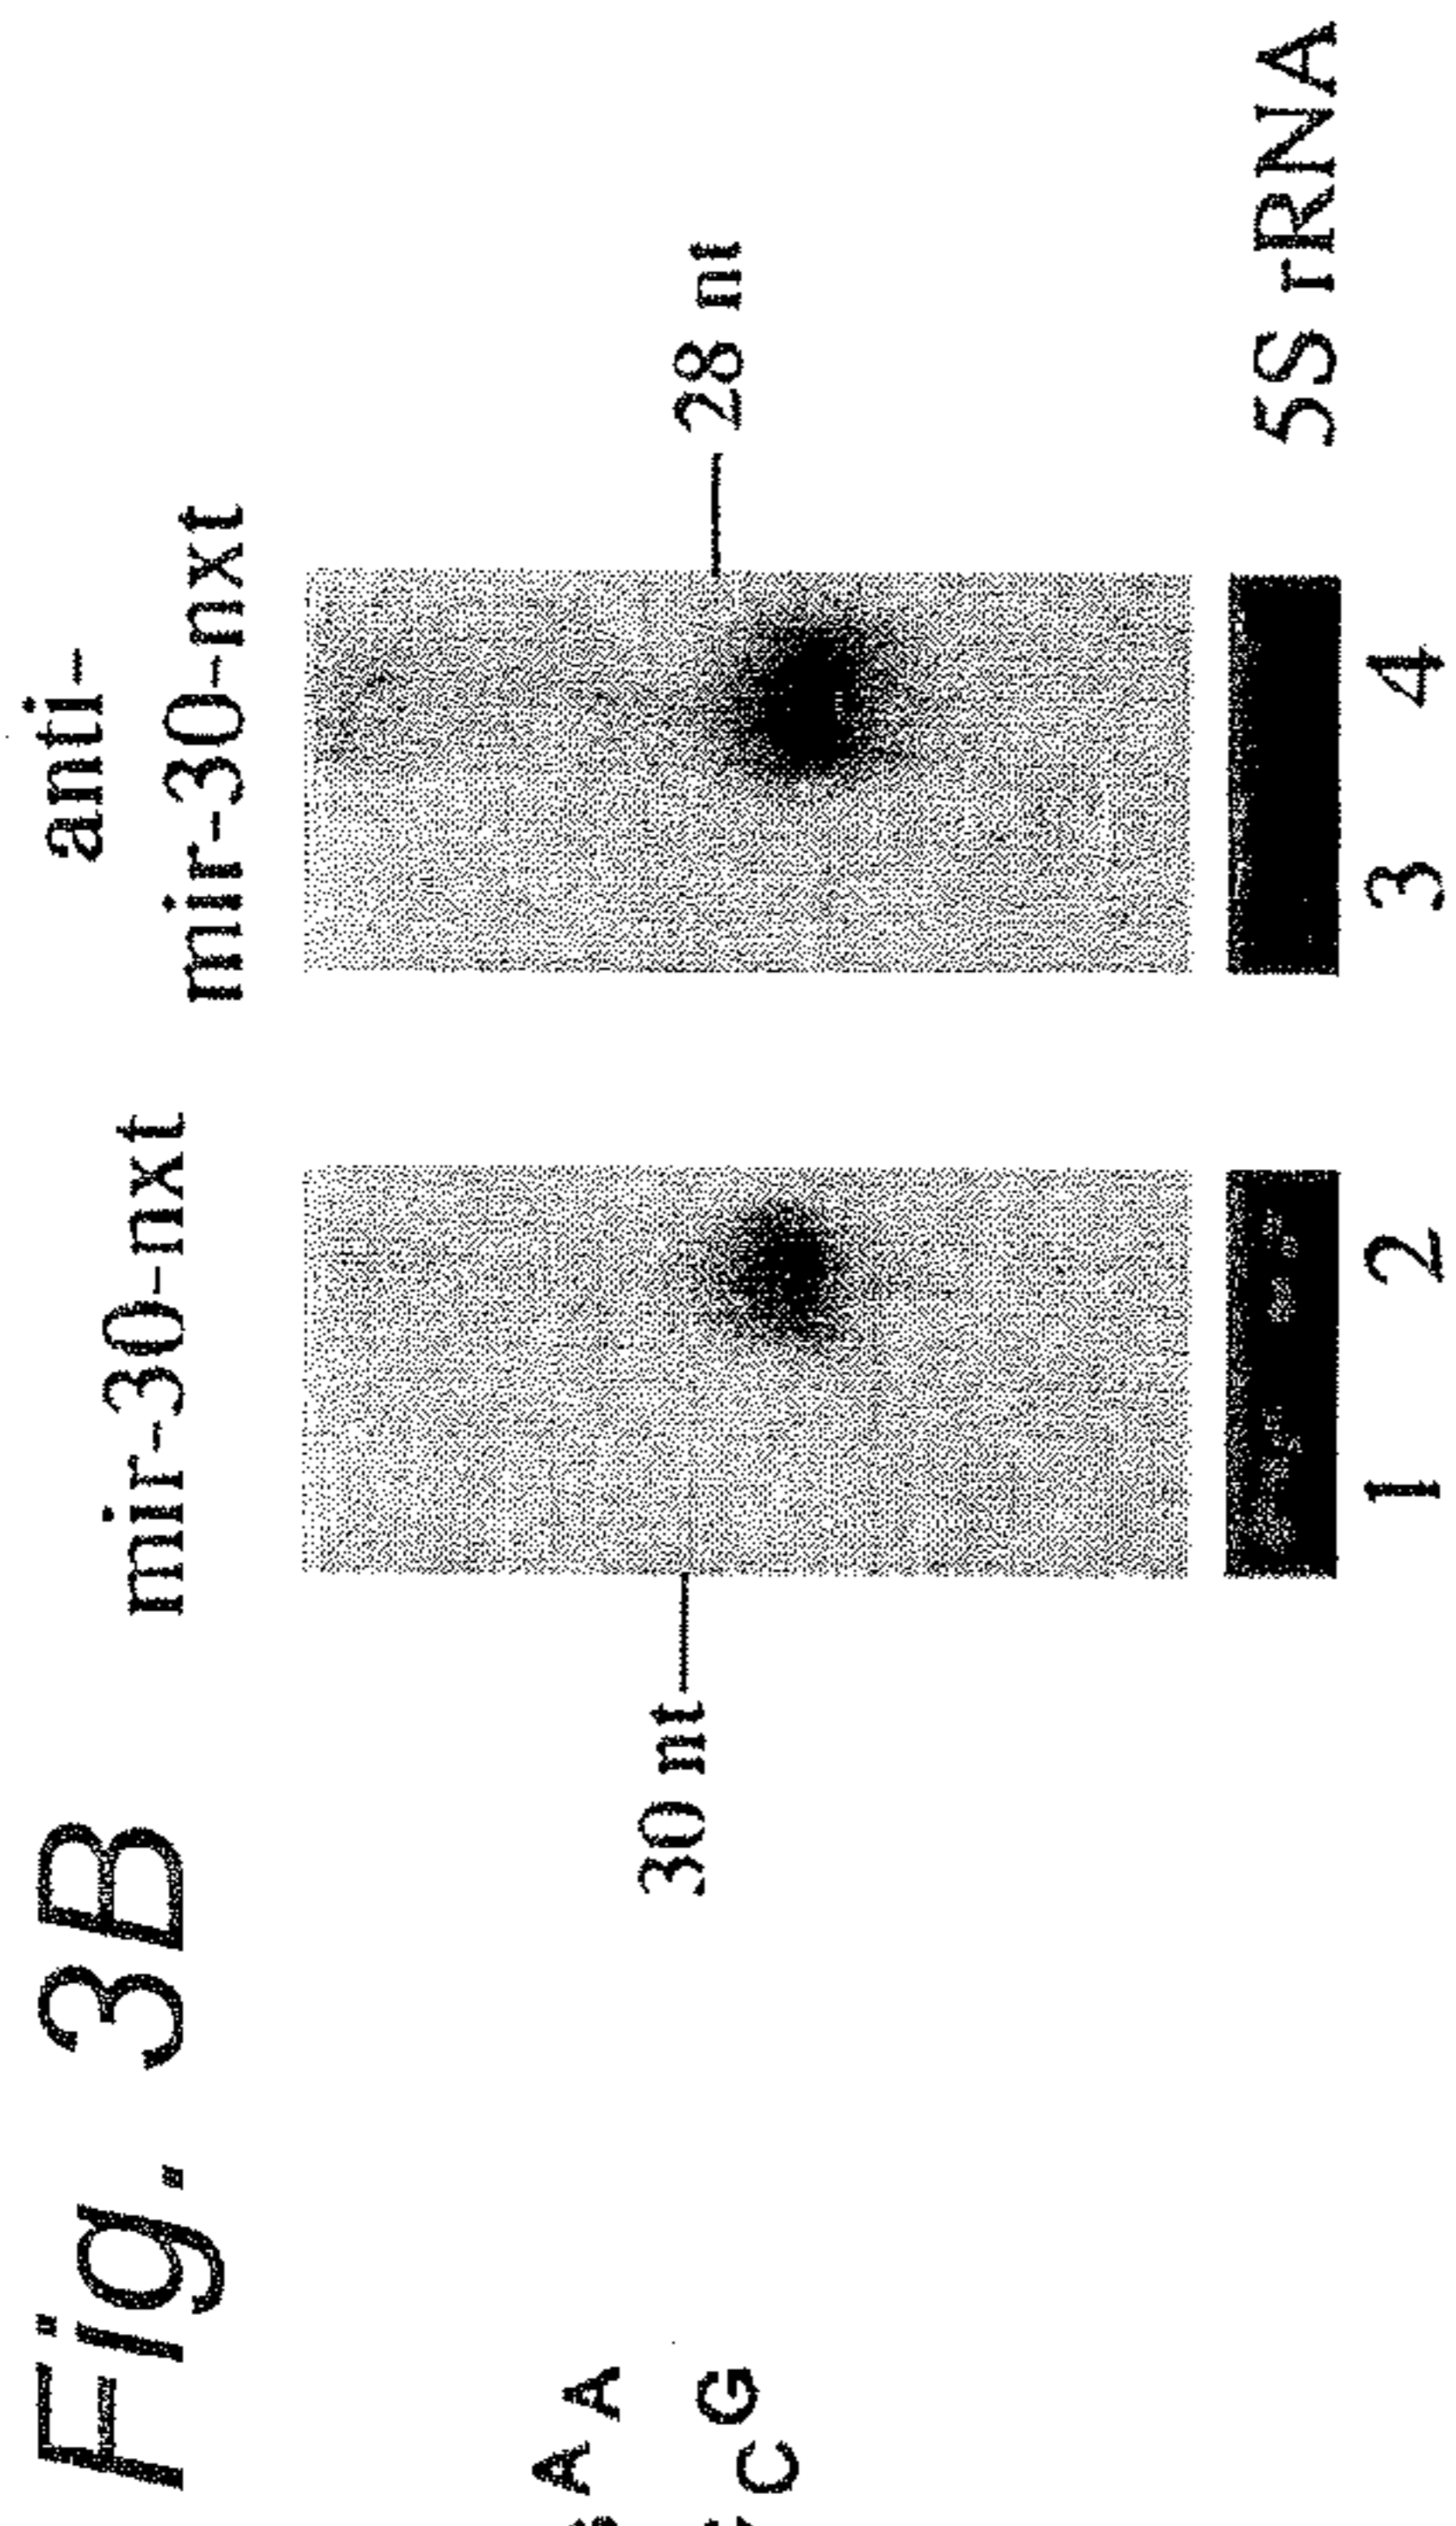 Fig. 3B
anti-
mir-30-nxt
mir-30-nxt
30 nt
28 nt
5S rRNA
1 2 3 4
A A
C G